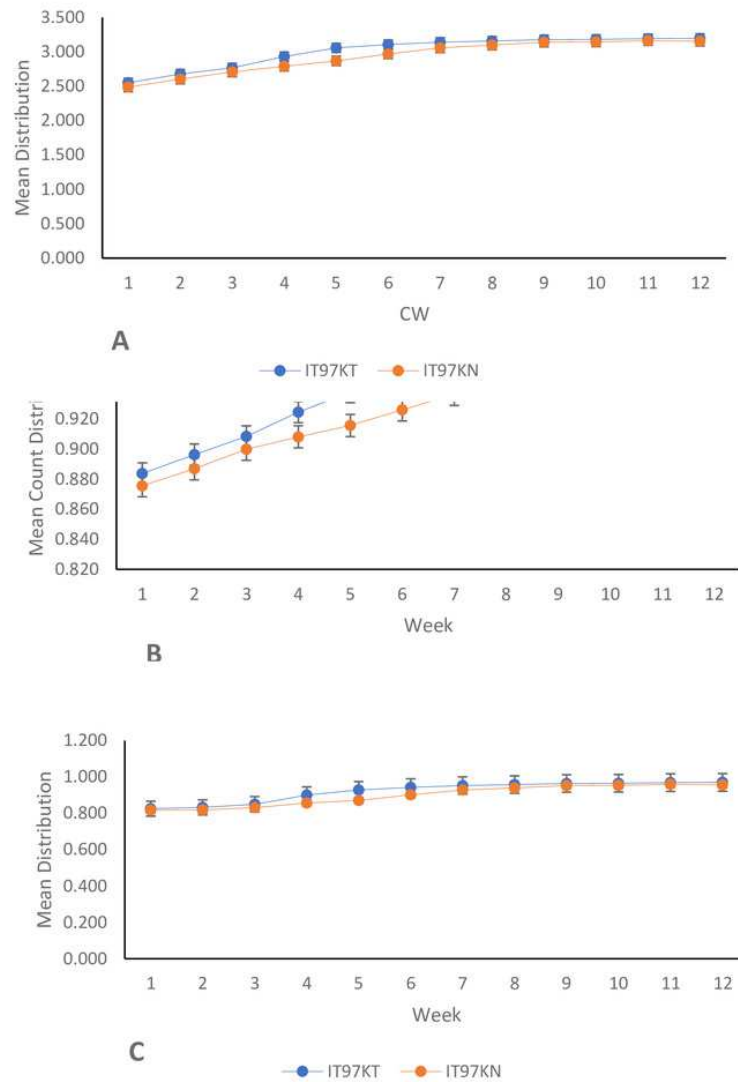 3.500
3.000
2.500
2.000
1.500
1.000
0.500
0.000
Mean Distribution
1 2 3 4 5 6 7 8 9 10 11 12
CW
A
IT97KT IT97KN
0.920
0.900
0.880
0.860
0.840
0.820
Mean Count Distri
1 2 3 4 5 6 7 8 9 10 11 12
Week
B
1.200
1.000
0.800
0.600
0.400
0.200
0.000
Mean Distribution
1 2 3 4 5 6 7 8 9 10 11 12
Week
C
IT97KT IT97KN